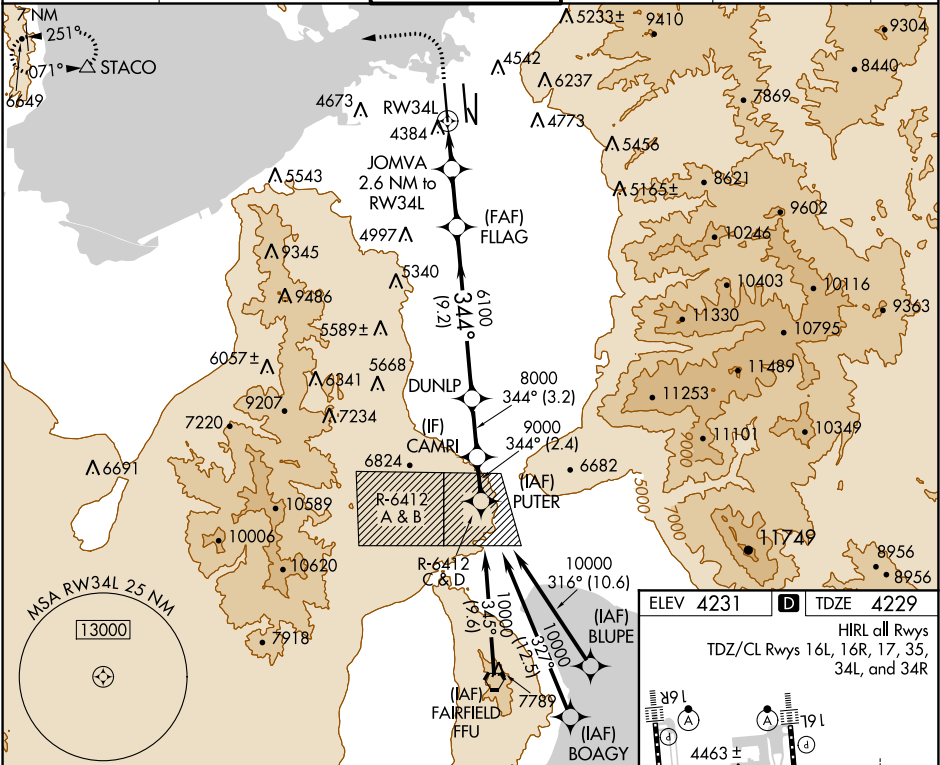 7 NM
251°
071°
STACO
6649
5233±
9410
9304
4542
6237
8440
7869
4673
RW34L
4384
4773
5456
JOMVA
2.6 NM to
RW34L
5543
5165±
8621
(FAF)
FLLAG
9602
4997
10246
9345
5340
10403
10116
9486
6100
344°
(9.2)
9363
11330
5589±
10795
6057±
11489
6341
5668
DUNLP
8000
344° (3.2)
11253
9207
7234
7220
(IF)
CAMRI
9000
344° (2.4)
11101
10349
6691
6824
6682
(IAF)
PUTER
7000
5000
R-6412
A & B
10589
10006
11749
8956
8956
10620
R-6412
C & D
10000
316° (10.6)
MSA RW34L 25 NM
13000
10000
345°
(9.6)
10000
327°
(12.5)
(IAF)
BLUPE
7918
7789
(IAF)
FAIRFIELD
FFU
(IAF)
BOAGY
ELEV 4231 D TDZE 4229
HIRL all Rwys
TDZ/CL Rwys 16L, 16R, 17, 35,
34L, and 34R
16R
A
A
16L
P
P
4463 ±